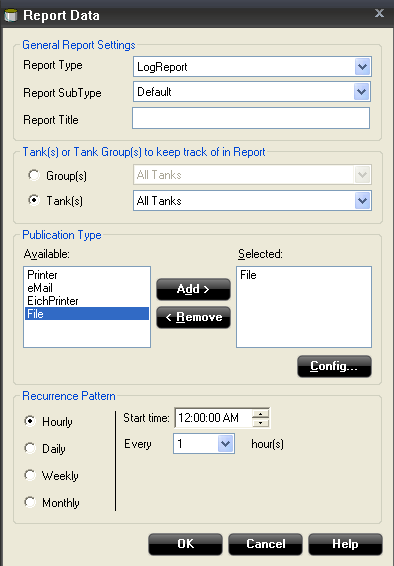 Report Data
General Report Settings
Report Type LogReport
Report SubType Default
Report Title
Tank(s) or Tank Group(s) to keep track of in Report
Group(s) All Tanks
Tank(s) All Tanks
Publication Type
Available: Selected:
Printer File
eMail
EichPrinter
File
Add >
< Remove
Config...
Recurrence Pattern
Hourly Start time: 12:00:00 AM
Daily Every 1 hour(s)
Weekly
Monthly
OK Cancel Help